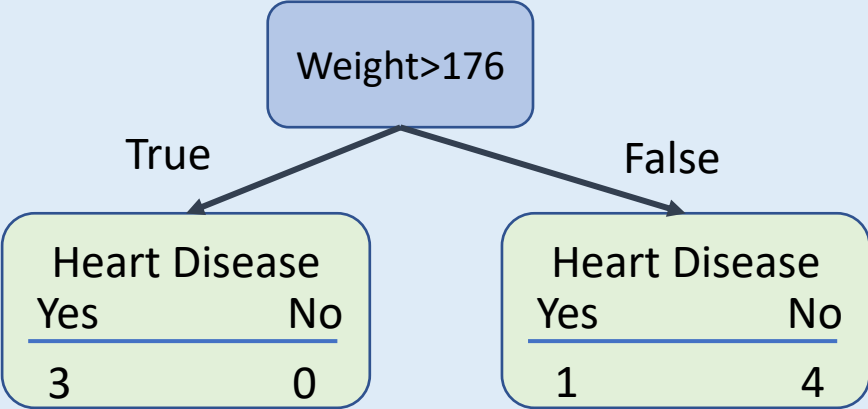 Weight>176
True
False
Heart Disease
Yes No
3 0
Heart Disease
Yes No
1 4